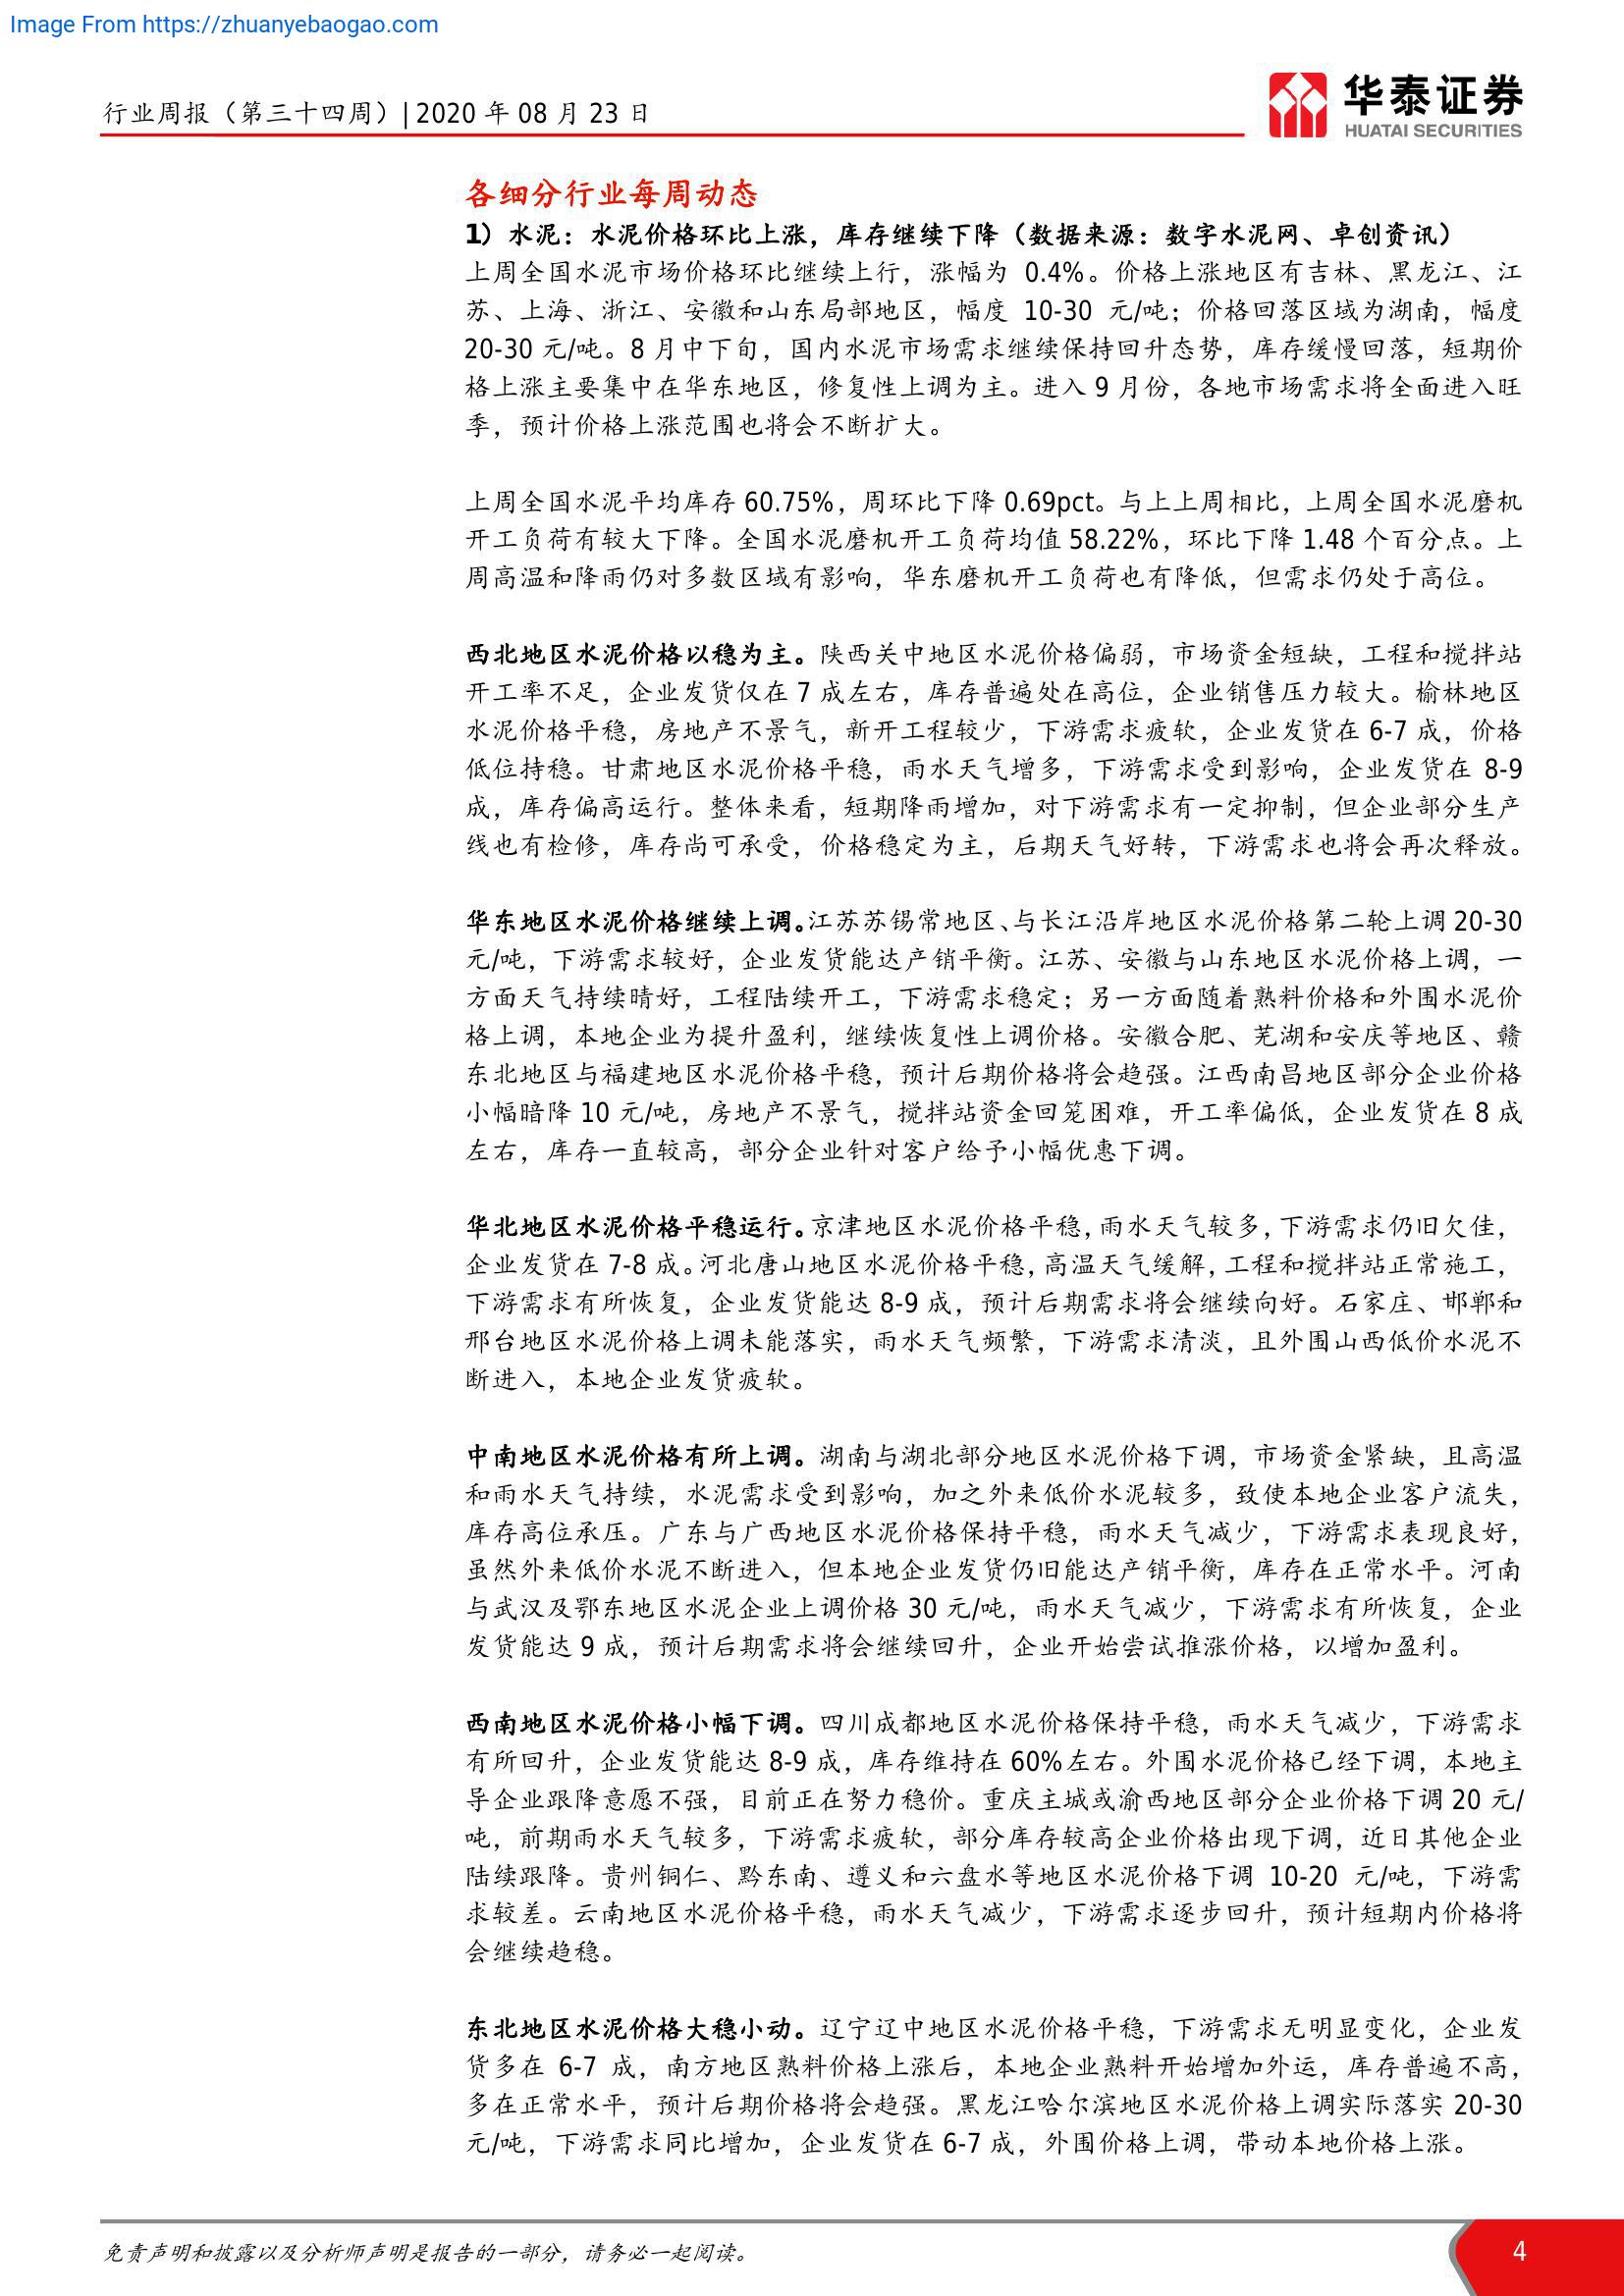 Image From https://zhuanyebaogao.com
行业周报（第三十四周）| 2020 年 08 月 23 日
华泰证券
HUATAI SECURITIES
各细分行业每周动态
1）水泥：水泥价格环比上涨，库存继续下降（数据来源：数字水泥网、卓创资讯）
上周全国水泥市场价格环比继续上行，涨幅为 0.4%。价格上涨地区有吉林、黑龙江、江
苏、上海、浙江、安徽和山东局部地区，幅度 10-30 元/吨；价格回落区域为湖南，幅度
20-30 元/吨。8 月中下旬，国内水泥市场需求继续保持回升态势，库存缓慢回落，短期价
格上涨主要集中在华东地区，修复性上调为主。进入 9 月份，各地市场需求将全面进入旺
季，预计价格上涨范围也将会不断扩大。
上周全国水泥平均库存 60.75%，周环比下降 0.69pct。与上上周相比，上周全国水泥磨机
开工负荷有较大下降。全国水泥磨机开工负荷均值 58.22%，环比下降 1.48 个百分点。上
周高温和降雨仍对多数区域有影响，华东磨机开工负荷也有降低，但需求仍处于高位。
西北地区水泥价格以稳为主。陕西关中地区水泥价格偏弱，市场资金短缺，工程和搅拌站
开工率不足，企业发货仅在 7 成左右，库存普遍处在高位，企业销售压力较大。榆林地区
水泥价格平稳，房地产不景气，新开工程较少，下游需求疲软，企业发货在 6-7 成，价格
低位持稳。甘肃地区水泥价格平稳，雨水天气增多，下游需求受到影响，企业发货在 8-9
成，库存偏高运行。整体来看，短期降雨增加，对下游需求有一定抑制，但企业部分生产
线也有检修，库存尚可承受，价格稳定为主，后期天气好转，下游需求也将会再次释放。
华东地区水泥价格继续上调。江苏苏锡常地区、与长江沿岸地区水泥价格第二轮上调 20-30
元/吨，下游需求较好，企业发货能达产销平衡。江苏、安徽与山东地区水泥价格上调，一
方面天气持续晴好，工程陆续开工，下游需求稳定；另一方面随着熟料价格和外围水泥价
格上调，本地企业为提升盈利，继续恢复性上调价格。安徽合肥、芜湖和安庆等地区、赣
东北地区与福建地区水泥价格平稳，预计后期价格将会趋强。江西南昌地区部分企业价格
小幅暗降 10 元/吨，房地产不景气，搅拌站资金回笼困难，开工率偏低，企业发货在 8 成
左右，库存一直较高，部分企业针对客户给予小幅优惠下调。
华北地区水泥价格平稳运行。京津地区水泥价格平稳，雨水天气较多，下游需求仍旧欠佳，
企业发货在 7-8 成。河北唐山地区水泥价格平稳，高温天气缓解，工程和搅拌站正常施工，
下游需求有所恢复，企业发货能达 8-9 成，预计后期需求将会继续向好。石家庄、邯郸和
邢台地区水泥价格上调未能落实，雨水天气频繁，下游需求清淡，且外围山西低价水泥不
断进入，本地企业发货疲软。
中南地区水泥价格有所上调。湖南与湖北部分地区水泥价格下调，市场资金紧缺，且高温
和雨水天气持续，水泥需求受到影响，加之外来低价水泥较多，致使本地企业客户流失，
库存高位承压。广东与广西地区水泥价格保持平稳，雨水天气减少，下游需求表现良好，
虽然外来低价水泥不断进入，但本地企业发货仍旧能达产销平衡，库存在正常水平。河南
与武汉及鄂东地区水泥企业上调价格 30 元/吨，雨水天气减少，下游需求有所恢复，企业
发货能达 9 成，预计后期需求将会继续回升，企业开始尝试推涨价格，以增加盈利。
西南地区水泥价格小幅下调。四川成都地区水泥价格保持平稳，雨水天气减少，下游需求
有所回升，企业发货能达 8-9 成，库存维持在 60%左右。外围水泥价格已经下调，本地主
导企业跟降意愿不强，目前正在努力稳价。重庆主城或渝西地区部分企业价格下调 20 元/
吨，前期雨水天气较多，下游需求疲软，部分库存较高企业价格出现下调，近日其他企业
陆续跟降。贵州铜仁、黔东南、遵义和六盘水等地区水泥价格下调 10-20 元/吨，下游需
求较差。云南地区水泥价格平稳，雨水天气减少，下游需求逐步回升，预计短期内价格将
会继续趋稳。
东北地区水泥价格大稳小动。辽宁辽中地区水泥价格平稳，下游需求无明显变化，企业发
货多在 6-7 成，南方地区熟料价格上涨后，本地企业熟料开始增加外运，库存普遍不高，
多在正常水平，预计后期价格将会趋强。黑龙江哈尔滨地区水泥价格上调实际落实 20-30
元/吨，下游需求同比增加，企业发货在 6-7 成，外围价格上调，带动本地价格上涨。
免责声明和披露以及分析师声明是报告的一部分，请务必一起阅读。
4